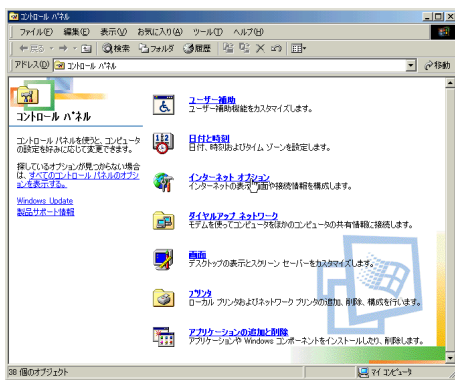 コントロール パネル
ファイル(F) 編集(E) 表示(V) お気に入り(A) ツール(T) ヘルプ(H)
戻る 検索 フォルダ 履歴
アドレス(D) コントロール パネル 移動
コントロール パネル
コントロール パネルを使うと、コンピュータ
の設定を好みに応じて変更できます。
探しているオプションが見つからない場合
は、すべてのコントロール パネルのオプシ
ョンを表示する。
Windows Update
製品サポート情報
ユーザー補助
ユーザー補助機能をカスタマイズします。
日付と時刻
日付、時刻およびタイム ゾーンを設定します。
インターネット オプション
インターネットの表示画面や接続情報を構成します。
ダイヤルアップ ネットワーク
モデムを使ってコンピュータをほかのコンピュータの共有情報に接続します。
画面
デスクトップの表示とスクリーン セーバーをカスタマイズします。
プリンタ
ローカル プリンタおよびネットワーク プリンタの追加、削除、構成を行います。
アプリケーションの追加と削除
アプリケーションや Windows コンポーネントをインストールしたり、削除します。
38 個のオブジェクト マイ コンピュータ